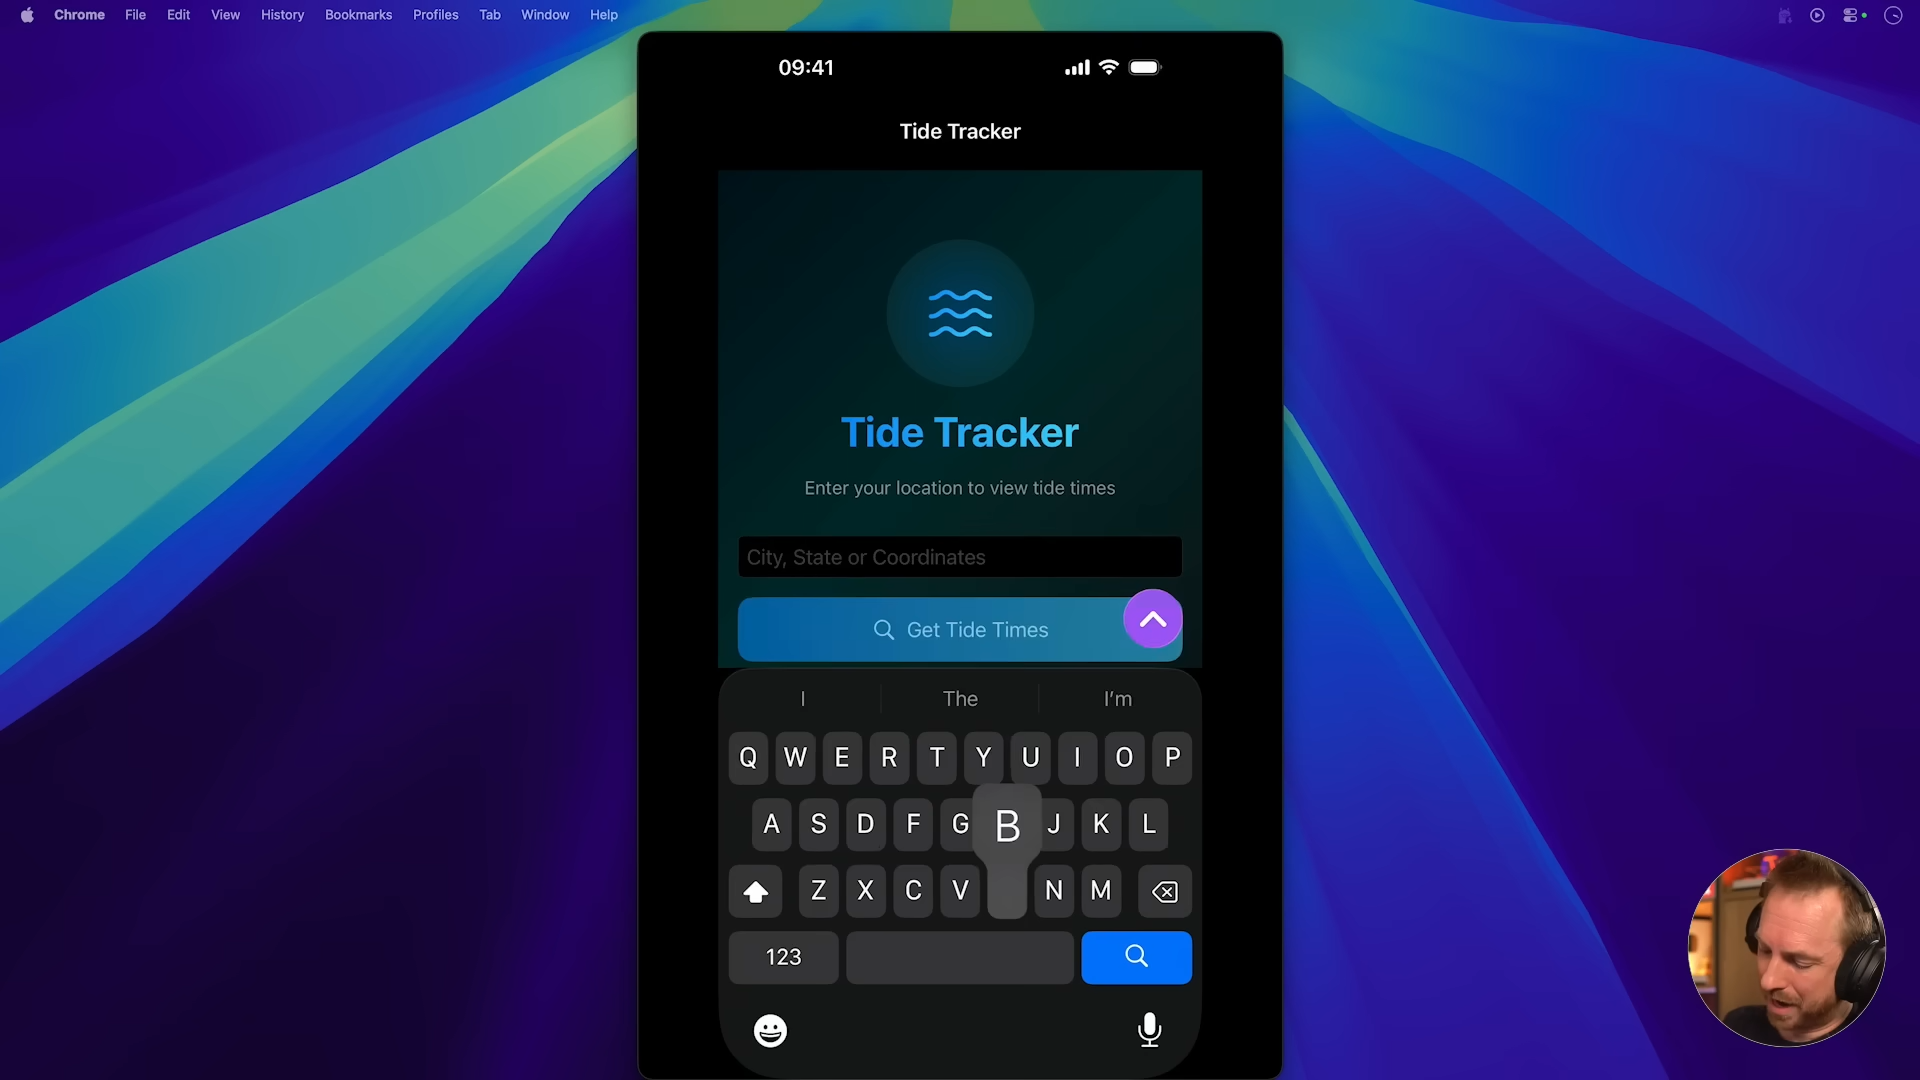 Chrome File Edit View History Bookmarks Profiles Tab Window Help
09:41
Tide Tracker
Tide Tracker
Enter your location to view tide times
City, State or Coordinates
Get Tide Times
I The I'm
Q W E R T Y U I O P
A S D F G B J K L
Z X C V N M
123